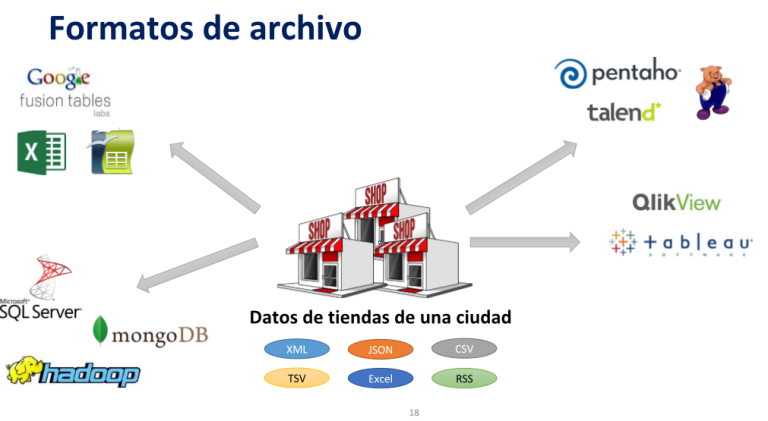 Formatos de archivo
Google
fusion tables
labs
X
pentaho
talend*
QlikView
+ a b l e a u
S O F T W A R E
SHOP
SHOP
SHOP
Microsoft
SQL Server
mongoDB
hadoop
Datos de tiendas de una ciudad
XML JSON CSV
TSV Excel RSS
18